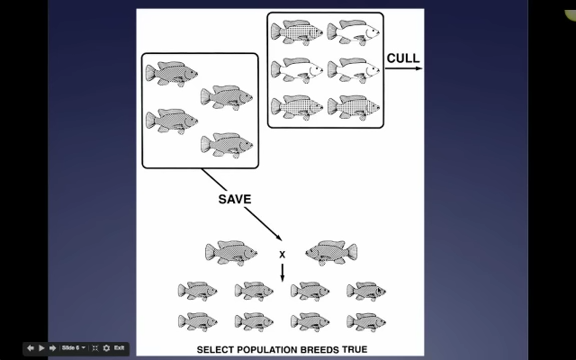 CULL
SAVE
X
SELECT POPULATION BREEDS TRUE
Slide 6
Exit